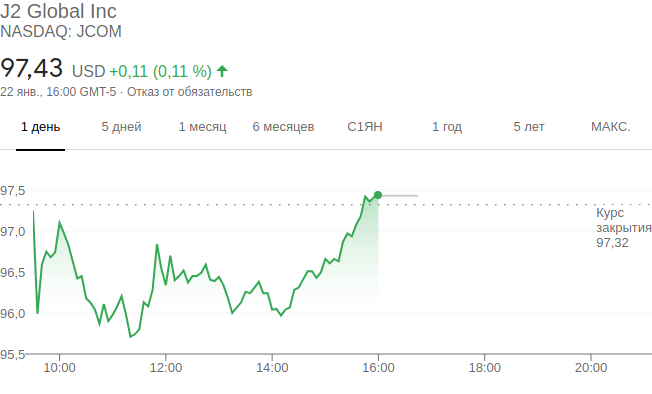 J2 Global Inc
NASDAQ: JCOM
97,43 USD +0,11 (0,11 %)
22 янв., 16:00 GMT-5 · Отказ от обязательств
1 день 5 дней 1 месяц 6 месяцев С1ЯН 1 год 5 лет МАКС.
97,5
97,0
96,5
96,0
95,5
Курс
закрытия
97,32
10:00 12:00 14:00 16:00 18:00 20:00